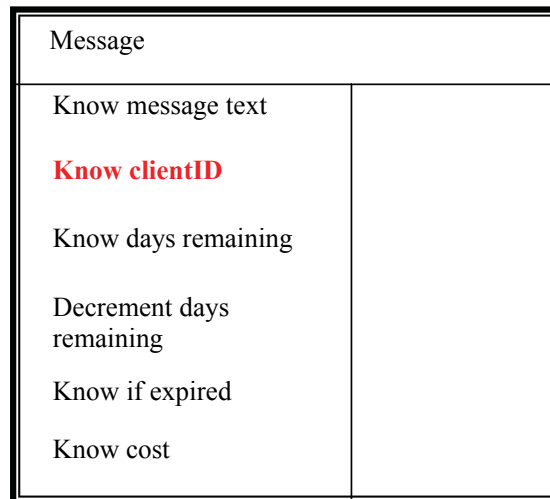 Message
Know message text
Know clientID
Know days remaining
Decrement days
remaining
Know if expired
Know cost